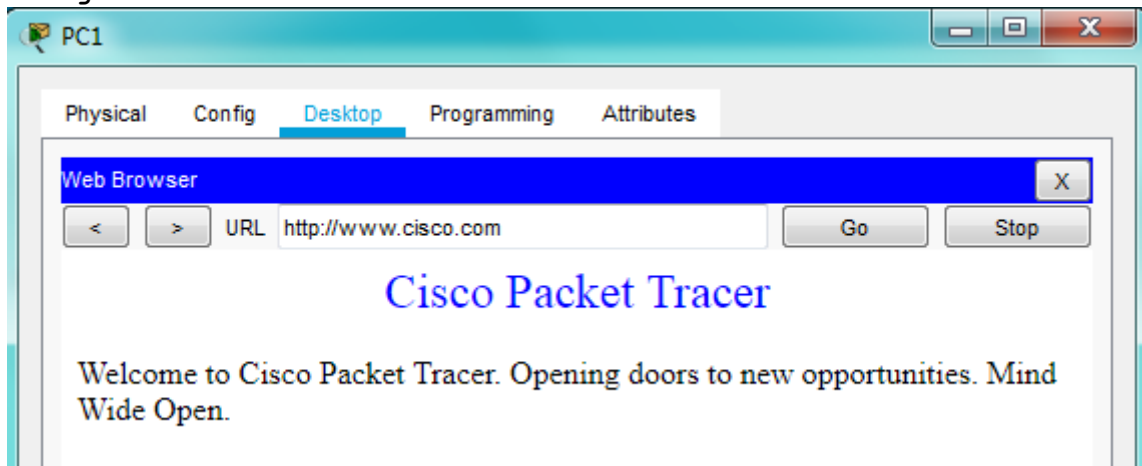 PC1
X
Physical Config Desktop Programming Attributes
Web Browser X
< > URL http://www.cisco.com Go Stop
Cisco Packet Tracer
Welcome to Cisco Packet Tracer. Opening doors to new opportunities. Mind
Wide Open.